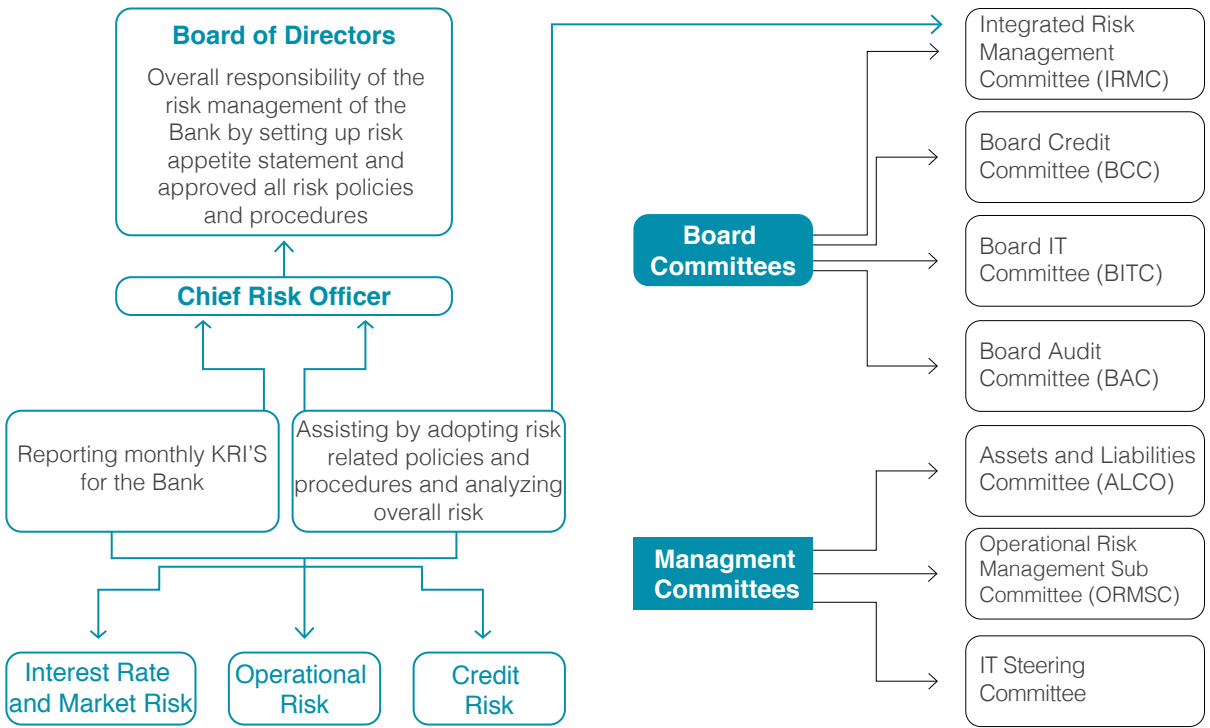 Board of Directors
Overall responsibility of the
risk management of the
Bank by setting up risk
appetite statement and
approved all risk policies
and procedures
Chief Risk Officer
Reporting monthly KRI'S
for the Bank
Assisting by adopting risk
related policies and
procedures and analyzing
overall risk
Interest Rate
and Market Risk
Operational
Risk
Credit
Risk
Board
Committees
Integrated Risk
Management
Committee (IRMC)
Board Credit
Committee (BCC)
Board IT
Committee (BITC)
Board Audit
Committee (BAC)
Managment
Committees
Assets and Liabilities
Committee (ALCO)
Operational Risk
Management Sub
Committee (ORMSC)
IT Steering
Committee